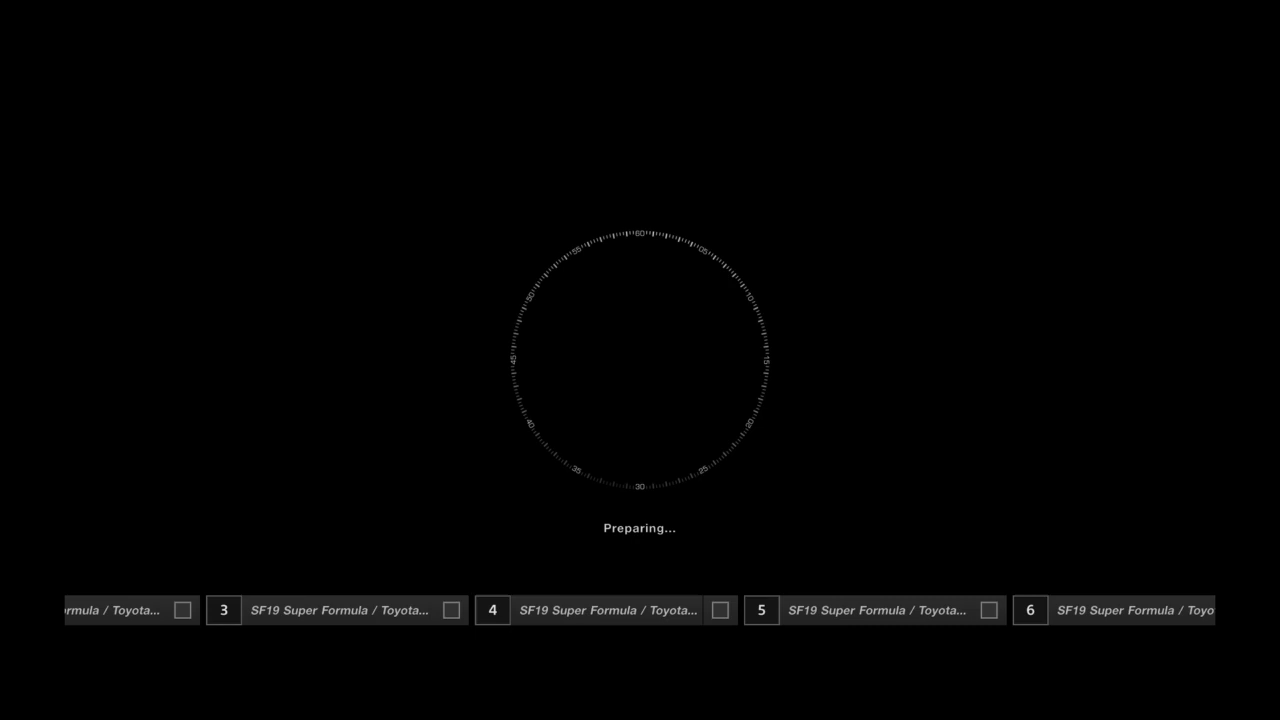 60
05
10
15
20
25
30
35
40
45
50
55
Preparing...
rmula / Toyota...
3 SF19 Super Formula / Toyota...
4 SF19 Super Formula / Toyota...
5 SF19 Super Formula / Toyota...
6 SF19 Super Formula / Toyo